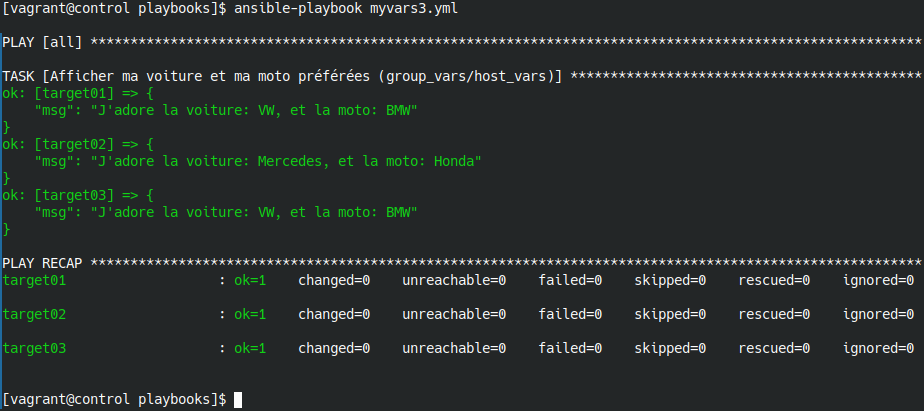 [vagrant@control playbooks]$ ansible-playbook myvars3.yml
PLAY [all] ********************************************************************************************************
TASK [Afficher ma voiture et ma moto préférées (group_vars/host_vars)] ********************************************
ok: [target01] => {
    "msg": "J'adore la voiture: VW, et la moto: BMW"
}
ok: [target02] => {
    "msg": "J'adore la voiture: Mercedes, et la moto: Honda"
}
ok: [target03] => {
    "msg": "J'adore la voiture: VW, et la moto: BMW"
}
PLAY RECAP ********************************************************************************************************
target01                   : ok=1    changed=0    unreachable=0    failed=0    skipped=0    rescued=0    ignored=0
target02                   : ok=1    changed=0    unreachable=0    failed=0    skipped=0    rescued=0    ignored=0
target03                   : ok=1    changed=0    unreachable=0    failed=0    skipped=0    rescued=0    ignored=0
[vagrant@control playbooks]$